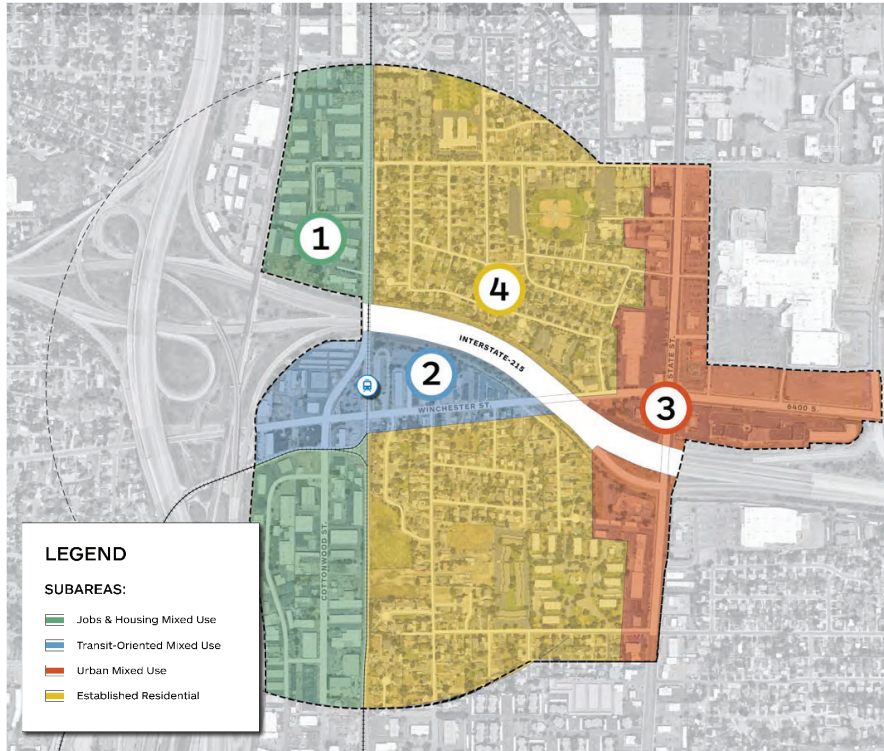 1
4
INTERSTATE-215
2
STATE ST.
3
WINCHESTER ST.
6400 S.
COTTONWOOD ST.
LEGEND
SUBAREAS:
Jobs & Housing Mixed Use
Transit-Oriented Mixed Use
Urban Mixed Use
Established Residential